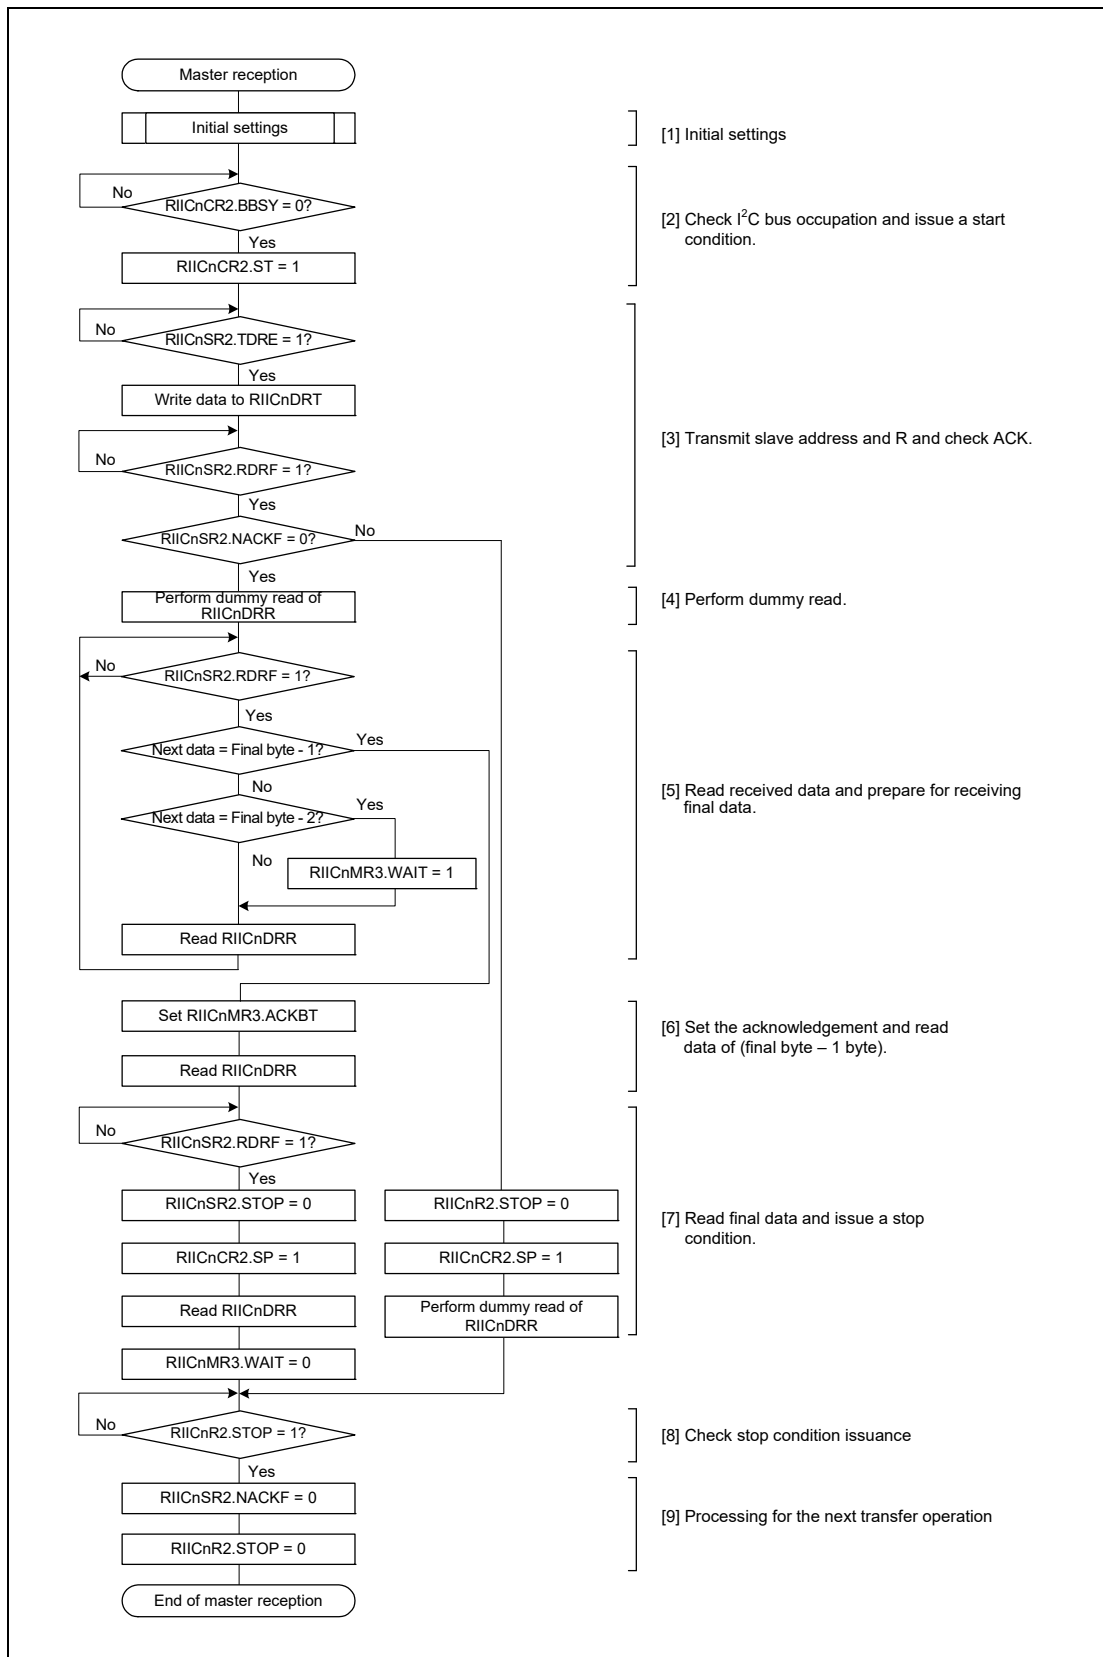 Master reception
Initial settings
[1] Initial settings
No
RIICnCR2.BBSY = 0?
Yes
RIICnCR2.ST = 1
[2] Check I²C bus occupation and issue a start
condition.
No
RIICnSR2.TDRE = 1?
Yes
Write data to RIICnDRT
No
RIICnSR2.RDRF = 1?
Yes
RIICnSR2.NACKF = 0?
No
Yes
[3] Transmit slave address and R and check ACK.
Perform dummy read of
RIICnDRR
[4] Perform dummy read.
No
RIICnSR2.RDRF = 1?
Yes
Next data = Final byte - 1?
Yes
No
Next data = Final byte - 2?
Yes
No
RIICnMR3.WAIT = 1
Read RIICnDRR
[5] Read received data and prepare for receiving
final data.
Set RIICnMR3.ACKBT
Read RIICnDRR
[6] Set the acknowledgement and read
data of (final byte – 1 byte).
No
RIICnSR2.RDRF = 1?
Yes
RIICnSR2.STOP = 0
RIICnCR2.SP = 1
Read RIICnDRR
RIICnMR3.WAIT = 0
RIICnR2.STOP = 0
RIICnCR2.SP = 1
Perform dummy read of
RIICnDRR
[7] Read final data and issue a stop
condition.
No
RIICnR2.STOP = 1?
Yes
[8] Check stop condition issuance
RIICnSR2.NACKF = 0
RIICnR2.STOP = 0
[9] Processing for the next transfer operation
End of master reception